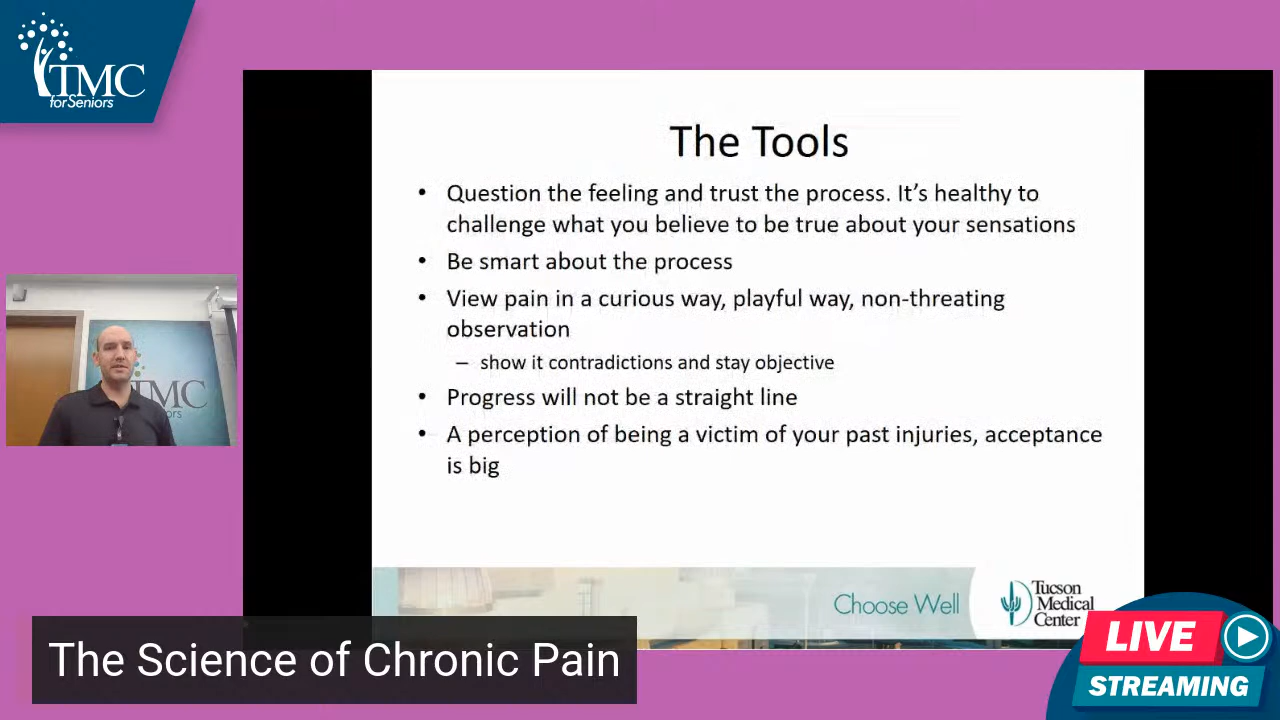 TMC
for Seniors
The Tools
• Question the feeling and trust the process. It's healthy to
challenge what you believe to be true about your sensations
• Be smart about the process
• View pain in a curious way, playful way, non-threating
observation
– show it contradictions and stay objective
• Progress will not be a straight line
• A perception of being a victim of your past injuries, acceptance
is big
TMC
Choose Well
Tucson
Medical
Center
The Science of Chronic Pain
LIVE
STREAMING